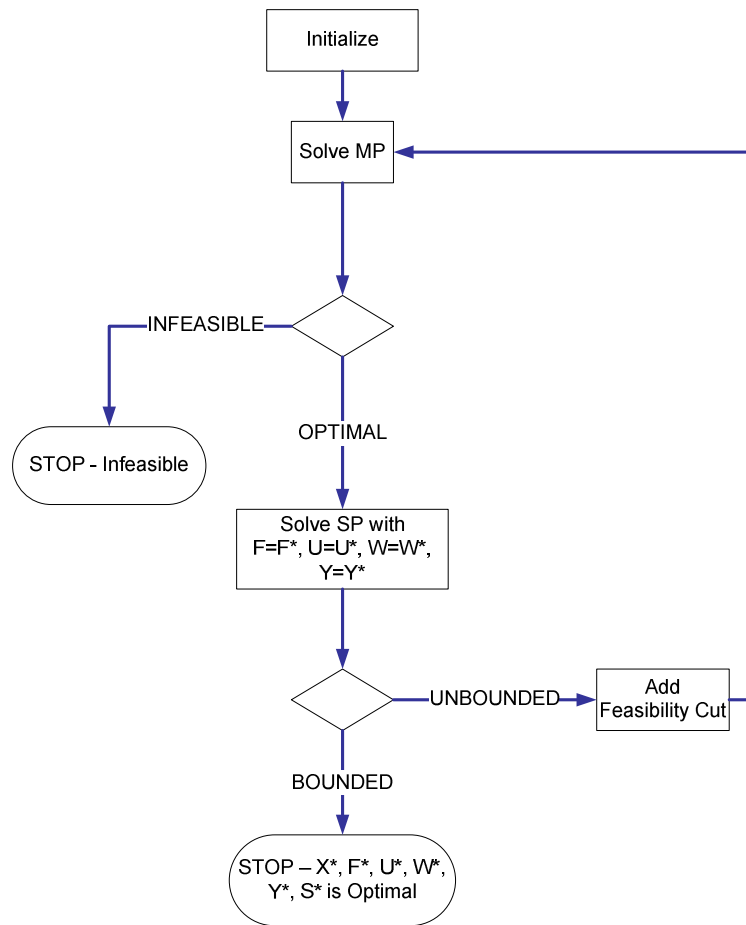 Initialize
Solve MP
INFEASIBLE
STOP - Infeasible
OPTIMAL
Solve SP with
F=F*, U=U*, W=W*,
Y=Y*
UNBOUNDED
Add
Feasibility Cut
BOUNDED
STOP – X*, F*, U*, W*,
Y*, S* is Optimal